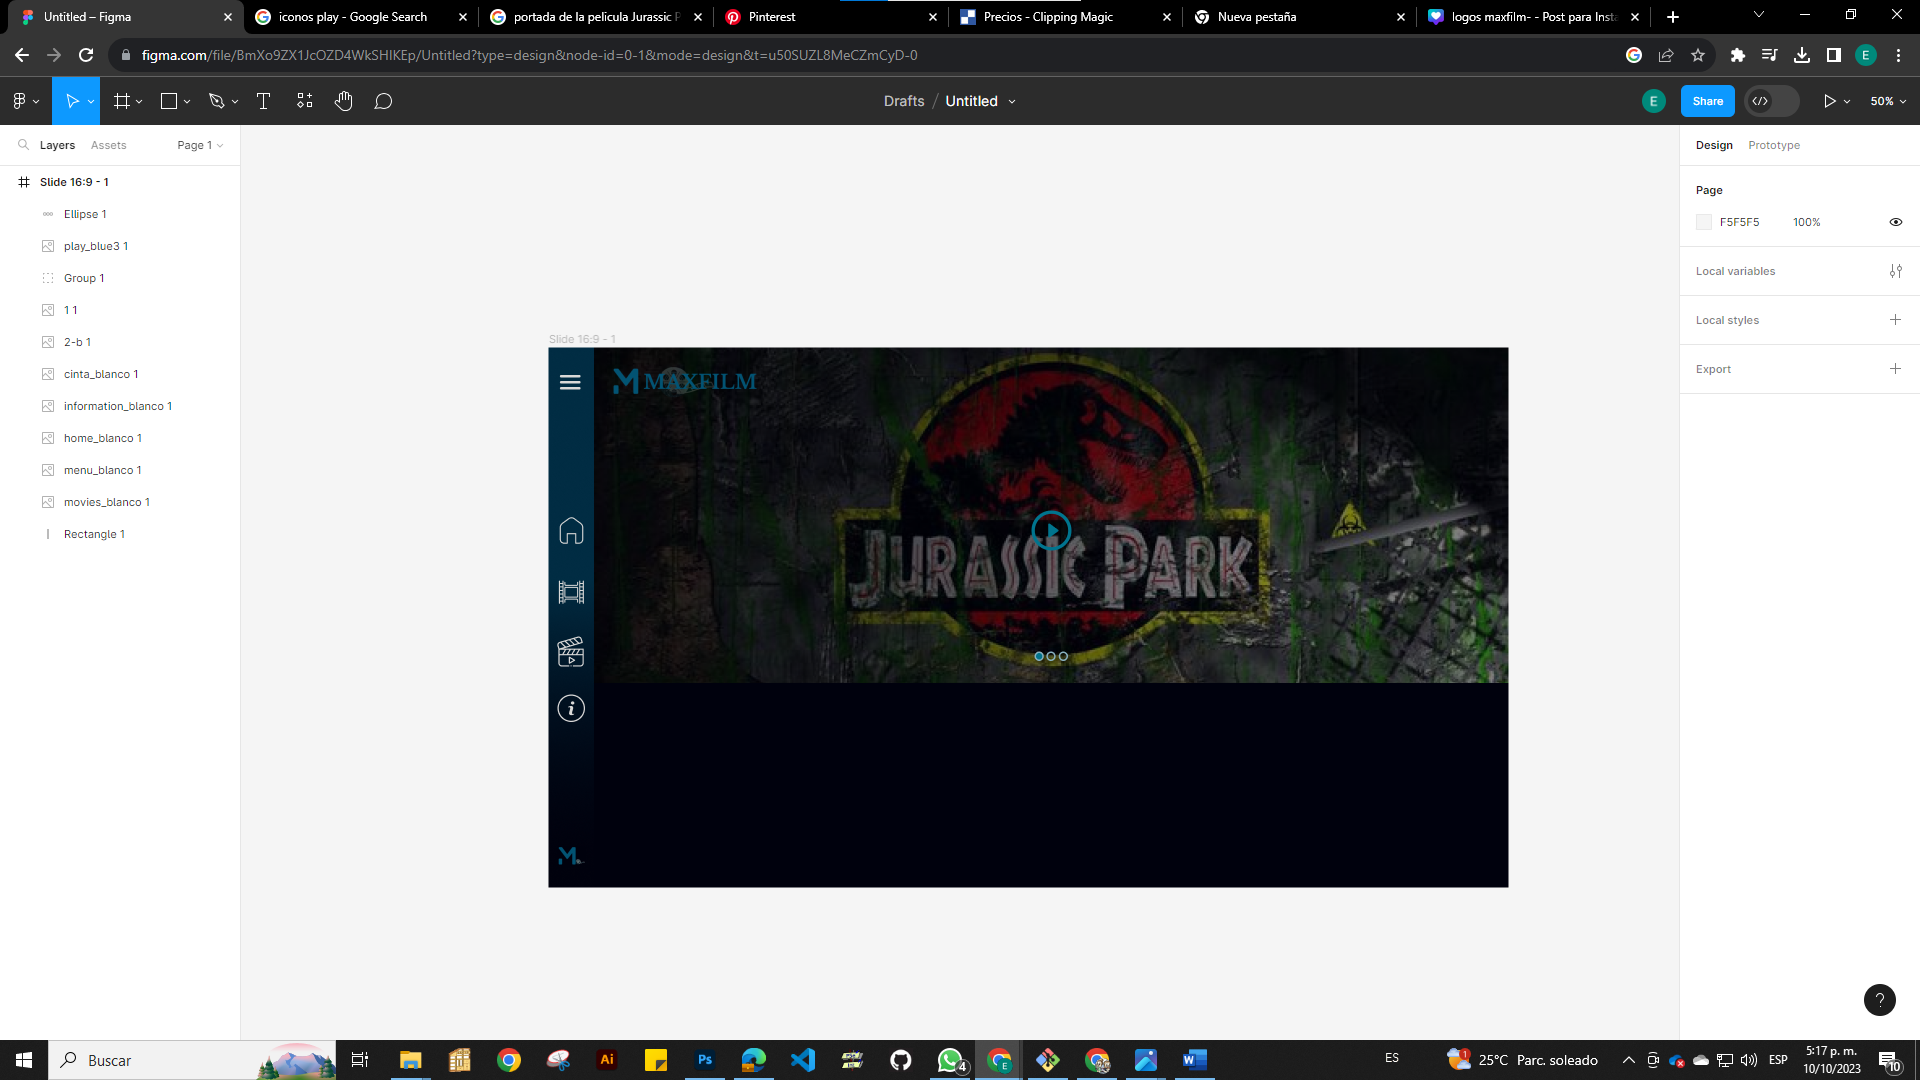 Untitled – Figma
iconos play - Google Search
portada de la pelicula Jurassic P
Pinterest
Precios - Clipping Magic
Nueva pestaña
logos maxfilm- - Post para Insta
figma.com/file/BmXo9ZX1JcOZD4WkSHIKEp/Untitled?type=design&node-id=0-1&mode=design&t=u50SUZL8MeCZmCyD-0
E
Drafts / Untitled
E
Share
50%
Layers
Assets
Page 1
Design
Prototype
Slide 16:9 - 1
Ellipse 1
play_blue3 1
Group 1
1 1
2-b 1
cinta_blanco 1
information_blanco 1
home_blanco 1
menu_blanco 1
movies_blanco 1
Rectangle 1
Page
F5F5F5
100%
Local variables
Local styles
Export
Slide 16:9 - 1
MAXFILM
JURASSIC PARK
i
?
Buscar
Ai
Ps
4
E
W
ES
1
25°C Parc. soleado
ESP
5:17 p. m.
10/10/2023
10